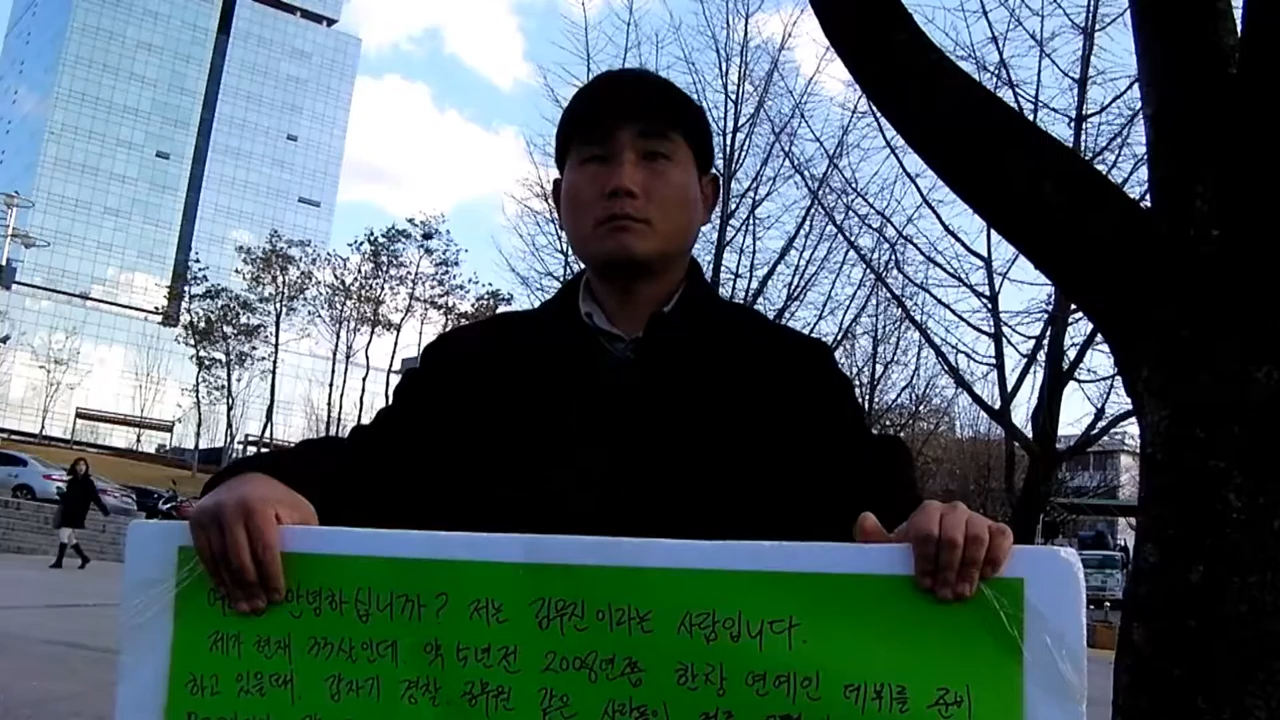 안녕하십니까? 저는 김무진이라는 사람입니다.
제가 현재 33살인데. 약 5년전 2008년쯤 한창 연예인 데뷔를 준비
하고 있을때. 갑자기 경찰. 공무원 같은 사람들이